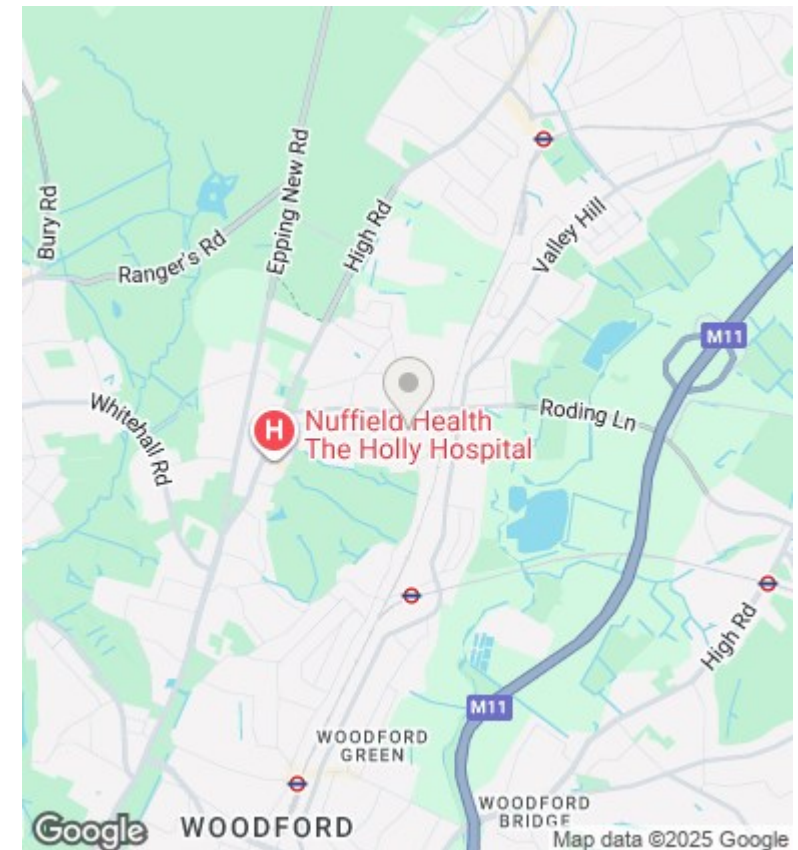 Epping New Rd
High Rd
Bury Rd
Ranger's Rd
Valley Hill
M11
Whitehall Rd
Roding Ln
H
Nuffield Health
The Holly Hospital
High Rd
M11
WOODFORD
GREEN
WOODFORD
WOODFORD
BRIDGE
Google
Map data ©2025 Google